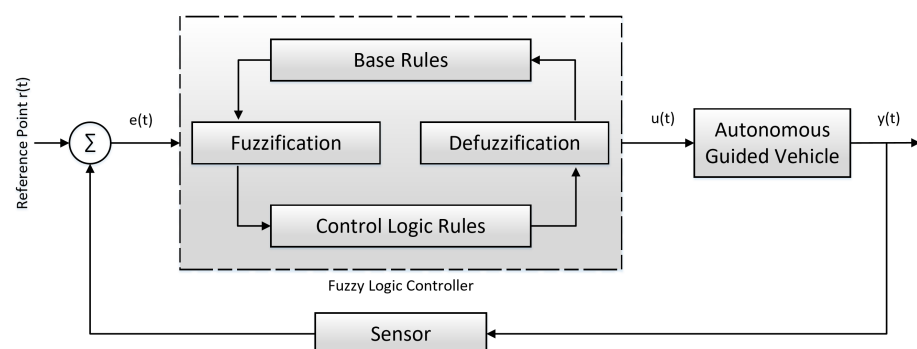 Reference Point r(t)
Σ
e(t)
Base Rules
Fuzzification
Defuzzification
Control Logic Rules
Fuzzy Logic Controller
u(t)
Autonomous
Guided Vehicle
y(t)
Sensor